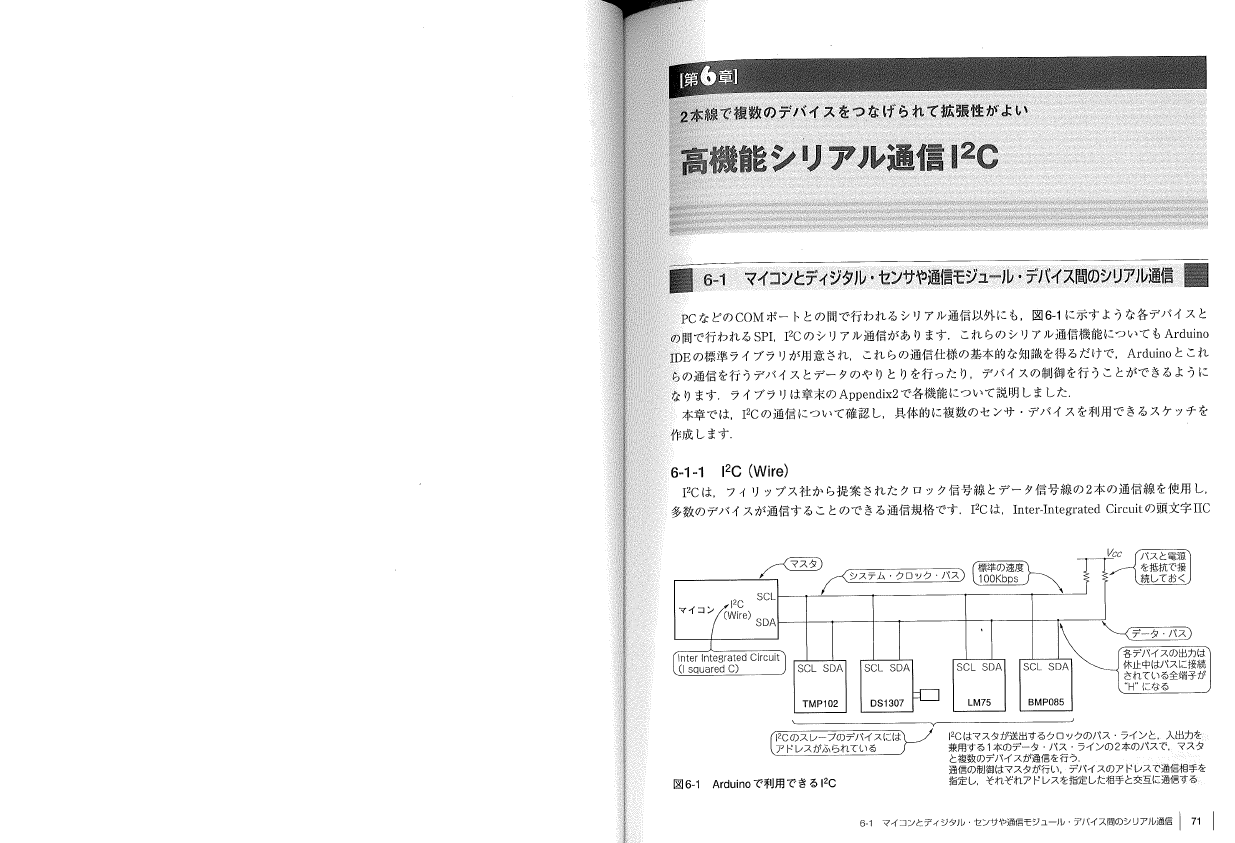 [第6章]
2本線で複数のデバイスをつなげられて拡張性がよい
高機能シリアル通信I²C
6-1 マイコンとディジタル・センサや通信モジュール・デバイス間のシリアル通信
PCなどのCOMポートとの間で行われるシリアル通信以外にも，図6-1に示すような各デバイスと
の間で行われるSPI，I²Cのシリアル通信があります．これらのシリアル通信機能についてもArduino
IDEの標準ライブラリが用意され，これらの通信仕様の基本的な知識を得るだけで，Arduinoとこれ
らの通信を行うデバイスとデータのやりとりを行ったり，デバイスの制御を行うことができるように
なります．ライブラリは章末のAppendix2で各機能について説明しました．
本章では，I²Cの通信について確認し，具体的に複数のセンサ・デバイスを利用できるスケッチを
作成します．
6-1-1 I²C（Wire）
I²Cは，フィリップス社から提案されたクロック信号線とデータ信号線の2本の通信線を使用し，
多数のデバイスが通信することのできる通信規格です．I²Cは，Inter-Integrated Circuitの頭文字IIC
マスタ
システム・クロック・バス
標準の速度
100Kbps
Vcc
バスと電源
を抵抗で接
続しておく
マイコン
I²C
(Wire)
SCL
SDA
データ・バス
Inter Integrated Circuit
(I squared C)
各デバイスの出力は
休止中はバスに接続
されている全端子が
"H"になる
SCL SDA
TMP102
SCL SDA
DS1307
SCL SDA
LM75
SCL SDA
BMP085
I²Cのスレーブのデバイスには
アドレスがふられている
I²Cはマスタが送出するクロックのバス・ラインと，入出力を
兼用する1本のデータ・バス・ラインの2本のバスで，マスタ
と複数のデバイスが通信を行う．
通信の制御はマスタが行い，デバイスのアドレスで通信相手を
指定し，それぞれアドレスを指定した相手と交互に通信する
図6-1 Arduinoで利用できるI²C
6-1 マイコンとディジタル・センサや通信モジュール・デバイス間のシリアル通信 71